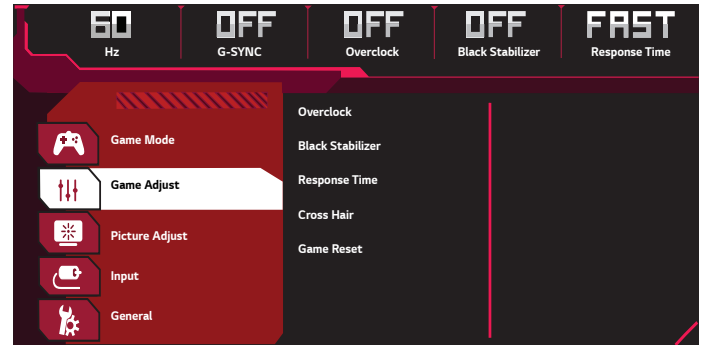 60 OFF OFF OFF FAST
Hz G-SYNC Overclock Black Stabilizer Response Time
Game Mode
Game Adjust
Picture Adjust
Input
General
Overclock
Black Stabilizer
Response Time
Cross Hair
Game Reset